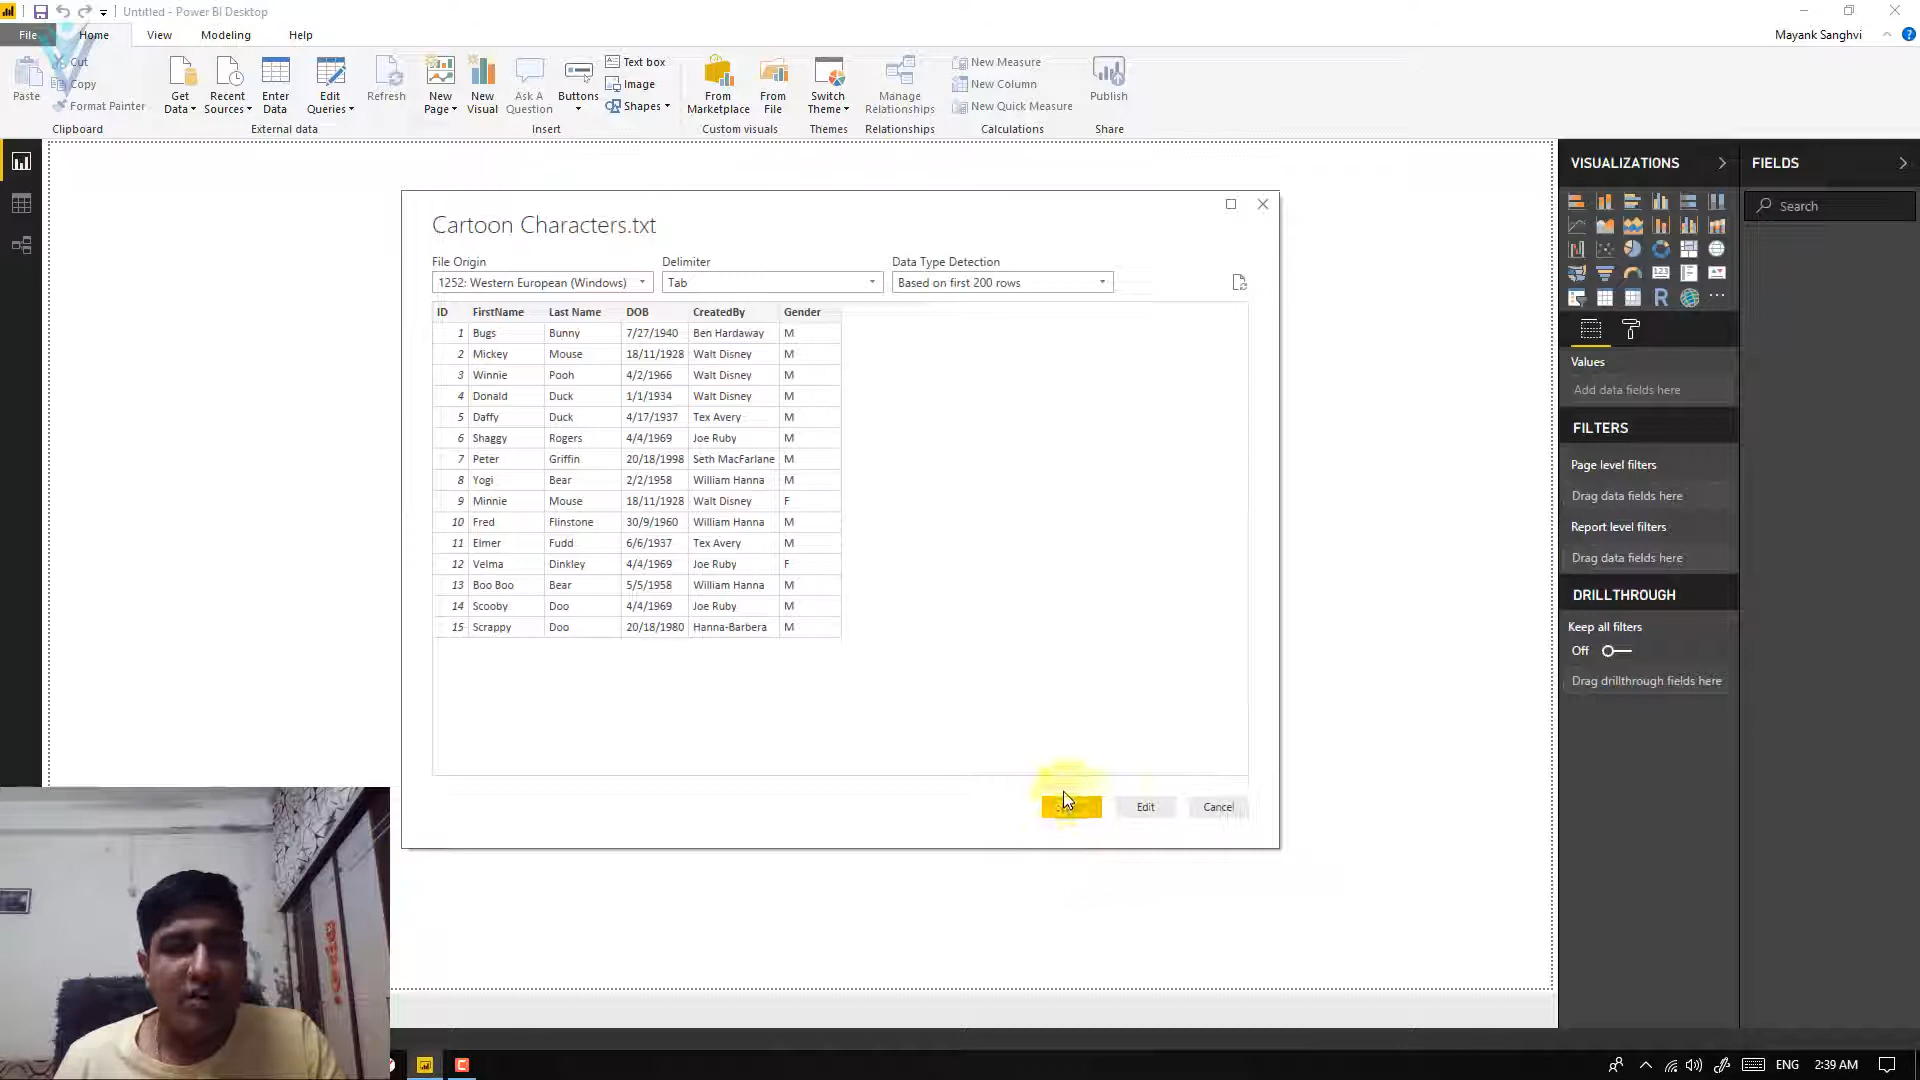 Untitled - Power BI Desktop
File Home View Modeling Help
Mayank Sanghvi
Paste
Cut
Copy
Format Painter
Clipboard
Get Data
Recent Sources
Enter Data
Edit Queries
Refresh
External data
New Page
New Visual
Ask A Question
Buttons
Text box
Image
Shapes
Insert
From Marketplace
From File
Custom visuals
Switch Theme
Themes
Manage Relationships
Relationships
New Measure
New Column
New Quick Measure
Calculations
Publish
Share
Cartoon Characters.txt
File Origin Delimiter Data Type Detection
1252: Western European (Windows) Tab Based on first 200 rows
ID FirstName Last Name DOB CreatedBy Gender
1 Bugs Bunny 7/27/1940 Ben Hardaway M
2 Mickey Mouse 18/11/1928 Walt Disney M
3 Winnie Pooh 4/2/1966 Walt Disney M
4 Donald Duck 1/1/1934 Walt Disney M
5 Daffy Duck 4/17/1937 Tex Avery M
6 Shaggy Rogers 4/4/1969 Joe Ruby M
7 Peter Griffin 20/18/1998 Seth MacFarlane M
8 Yogi Bear 2/2/1958 William Hanna M
9 Minnie Mouse 18/11/1928 Walt Disney F
10 Fred Flinstone 30/9/1960 William Hanna M
11 Elmer Fudd 6/6/1937 Tex Avery M
12 Velma Dinkley 4/4/1969 Joe Ruby F
13 Boo Boo Bear 5/5/1958 William Hanna M
14 Scooby Doo 4/4/1969 Joe Ruby M
15 Scrappy Doo 20/18/1980 Hanna-Barbera M
Edit Cancel
VISUALIZATIONS
Values
Add data fields here
FILTERS
Page level filters
Drag data fields here
Report level filters
Drag data fields here
DRILLTHROUGH
Keep all filters
Off
Drag drillthrough fields here
FIELDS
Search
ENG 2:39 AM